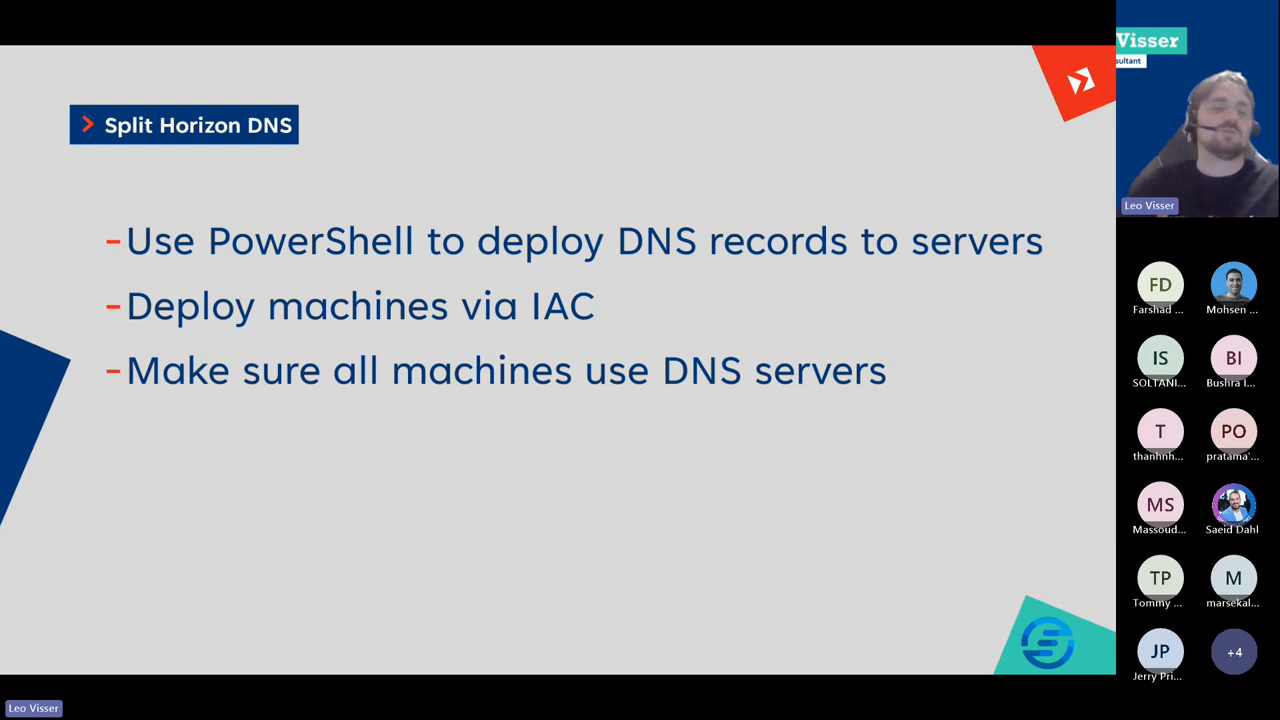 Split Horizon DNS
-Use PowerShell to deploy DNS records to servers
-Deploy machines via IAC
-Make sure all machines use DNS servers
Visser
sultant
Leo Visser
FD
Farshad ...
Mohsen ...
IS
BI
SOLTANI...
Bushra I...
T
PO
thanhnh...
pratama'...
MS
Massoud...
Saeid Dahl
TP
M
Tommy ...
marsekal...
JP
+4
Jerry Pri...
Leo Visser